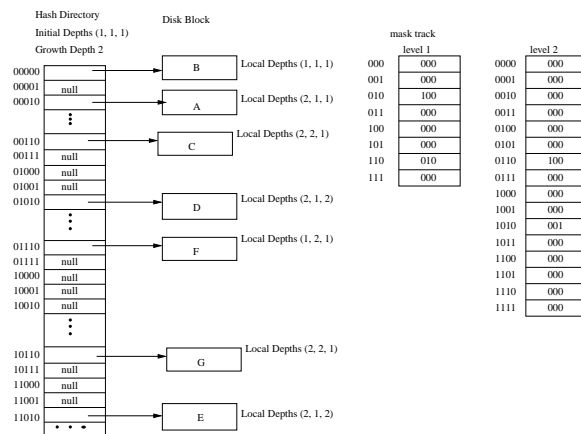 Hash Directory
Initial Depths (1, 1, 1)
Growth Depth 2
Disk Block
00000
B
Local Depths (1, 1, 1)
00001 null
00010
A
Local Depths (2, 1, 1)
00110
C
Local Depths (2, 2, 1)
00111 null
01000 null
01001 null
01010
D
Local Depths (2, 1, 2)
01110
F
Local Depths (1, 2, 1)
01111 null
10000 null
10001 null
10010 null
10110
G
Local Depths (2, 2, 1)
10111 null
11000 null
11001 null
11010
E
Local Depths (2, 1, 2)
mask track
level 1
000 000
001 000
010 100
011 000
100 000
101 000
110 010
111 000
level 2
0000 000
0001 000
0010 000
0011 000
0100 000
0101 000
0110 100
0111 000
1000 000
1001 000
1010 001
1011 000
1100 000
1101 000
1110 000
1111 000